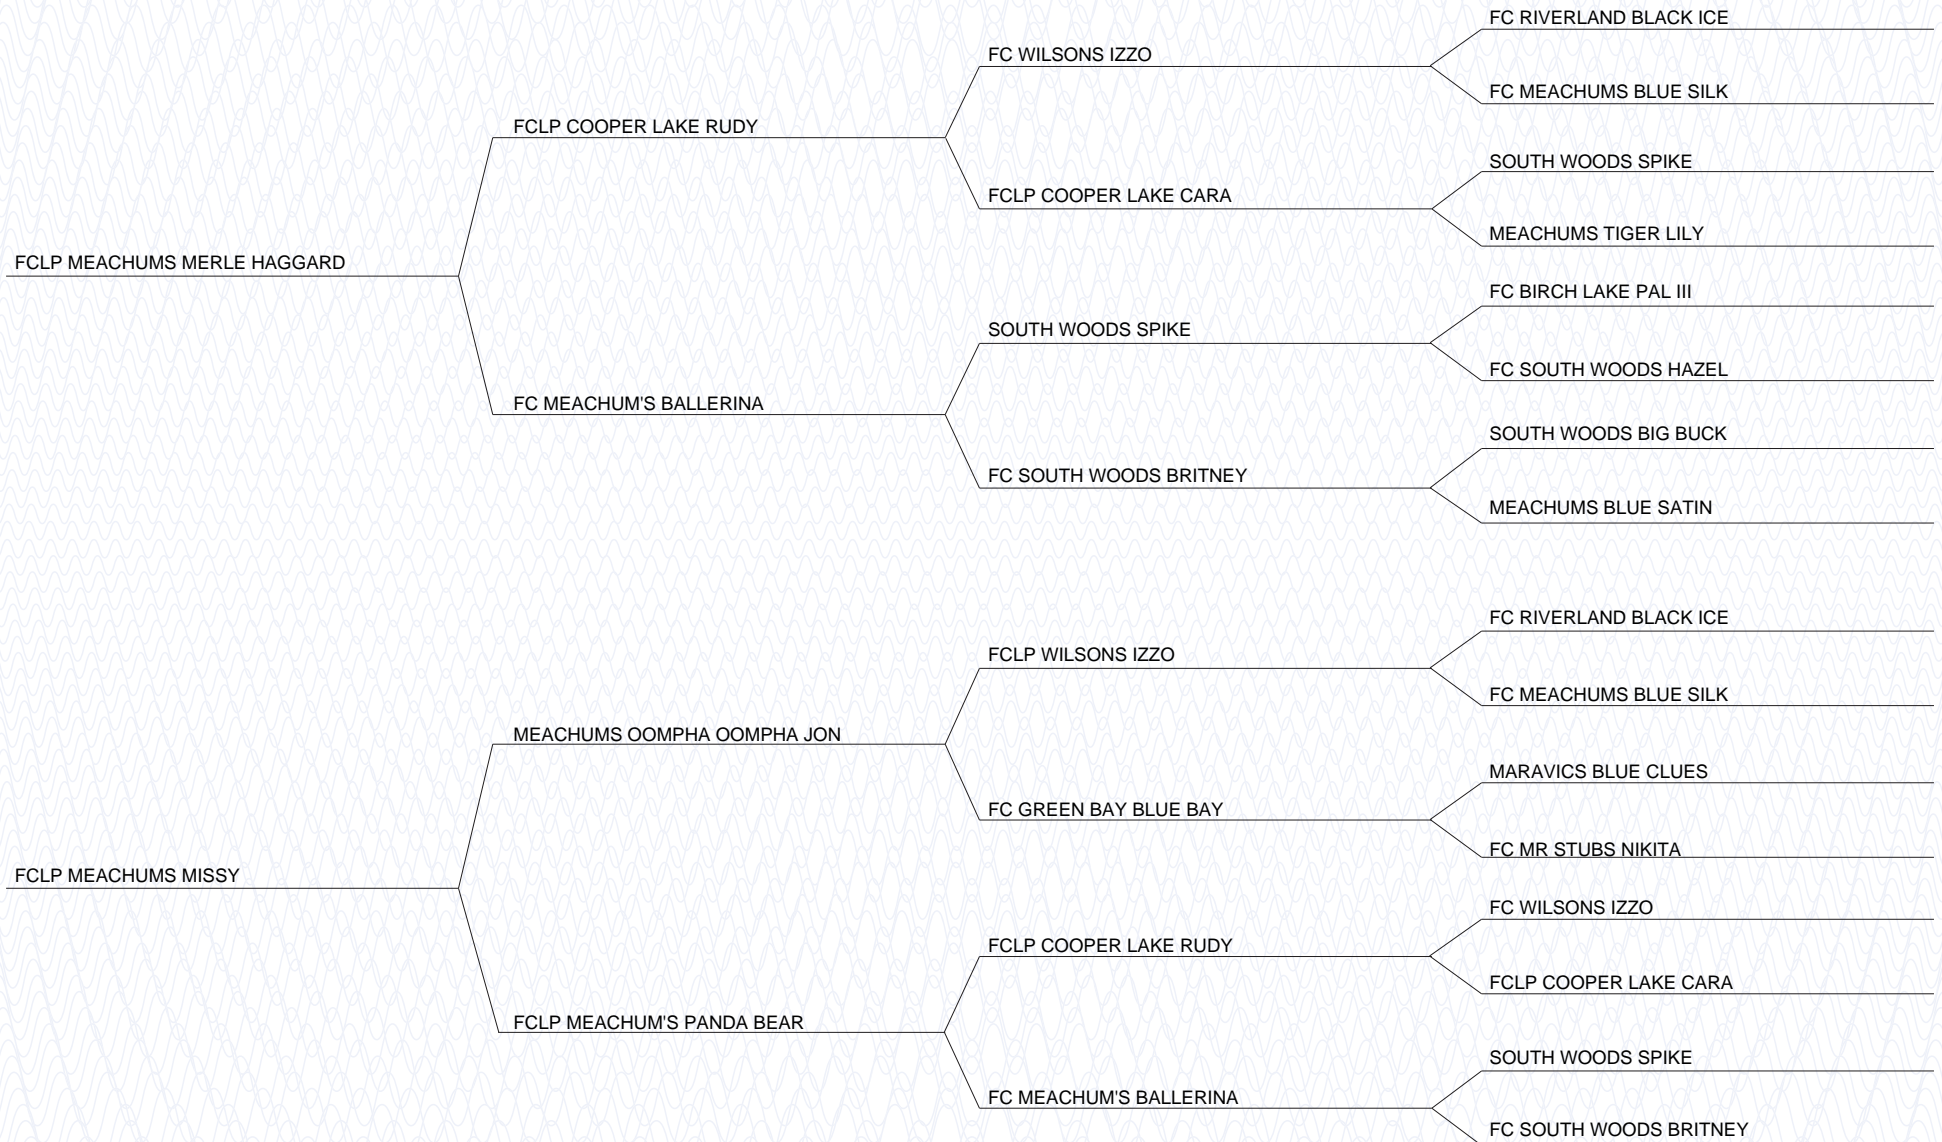 FC RIVERLAND BLACK ICE
FC WILSONS IZZO
FC MEACHUMS BLUE SILK
FCLP COOPER LAKE RUDY
SOUTH WOODS SPIKE
FCLP COOPER LAKE CARA
MEACHUMS TIGER LILY
FCLP MEACHUMS MERLE HAGGARD
FC BIRCH LAKE PAL III
SOUTH WOODS SPIKE
FC SOUTH WOODS HAZEL
FC MEACHUM'S BALLERINA
SOUTH WOODS BIG BUCK
FC SOUTH WOODS BRITNEY
MEACHUMS BLUE SATIN
FC RIVERLAND BLACK ICE
FCLP WILSONS IZZO
FC MEACHUMS BLUE SILK
MEACHUMS OOMPHA OOMPHA JON
MARAVICS BLUE CLUES
FC GREEN BAY BLUE BAY
FC MR STUBS NIKITA
FCLP MEACHUMS MISSY
FC WILSONS IZZO
FCLP COOPER LAKE RUDY
FCLP COOPER LAKE CARA
FCLP MEACHUM'S PANDA BEAR
SOUTH WOODS SPIKE
FC MEACHUM'S BALLERINA
FC SOUTH WOODS BRITNEY